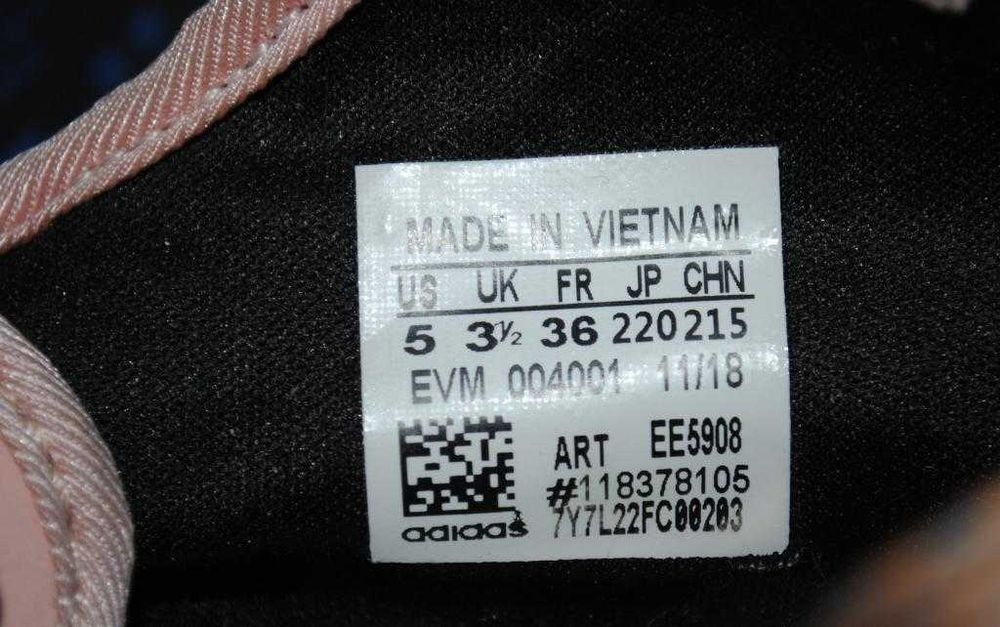 MADE IN VIETNAM
US UK FR JP CHN
5 3½ 36 220 215
EVM 004001 11/18
ART EE5908
#118378105
7Y7L22FC00203
adidas